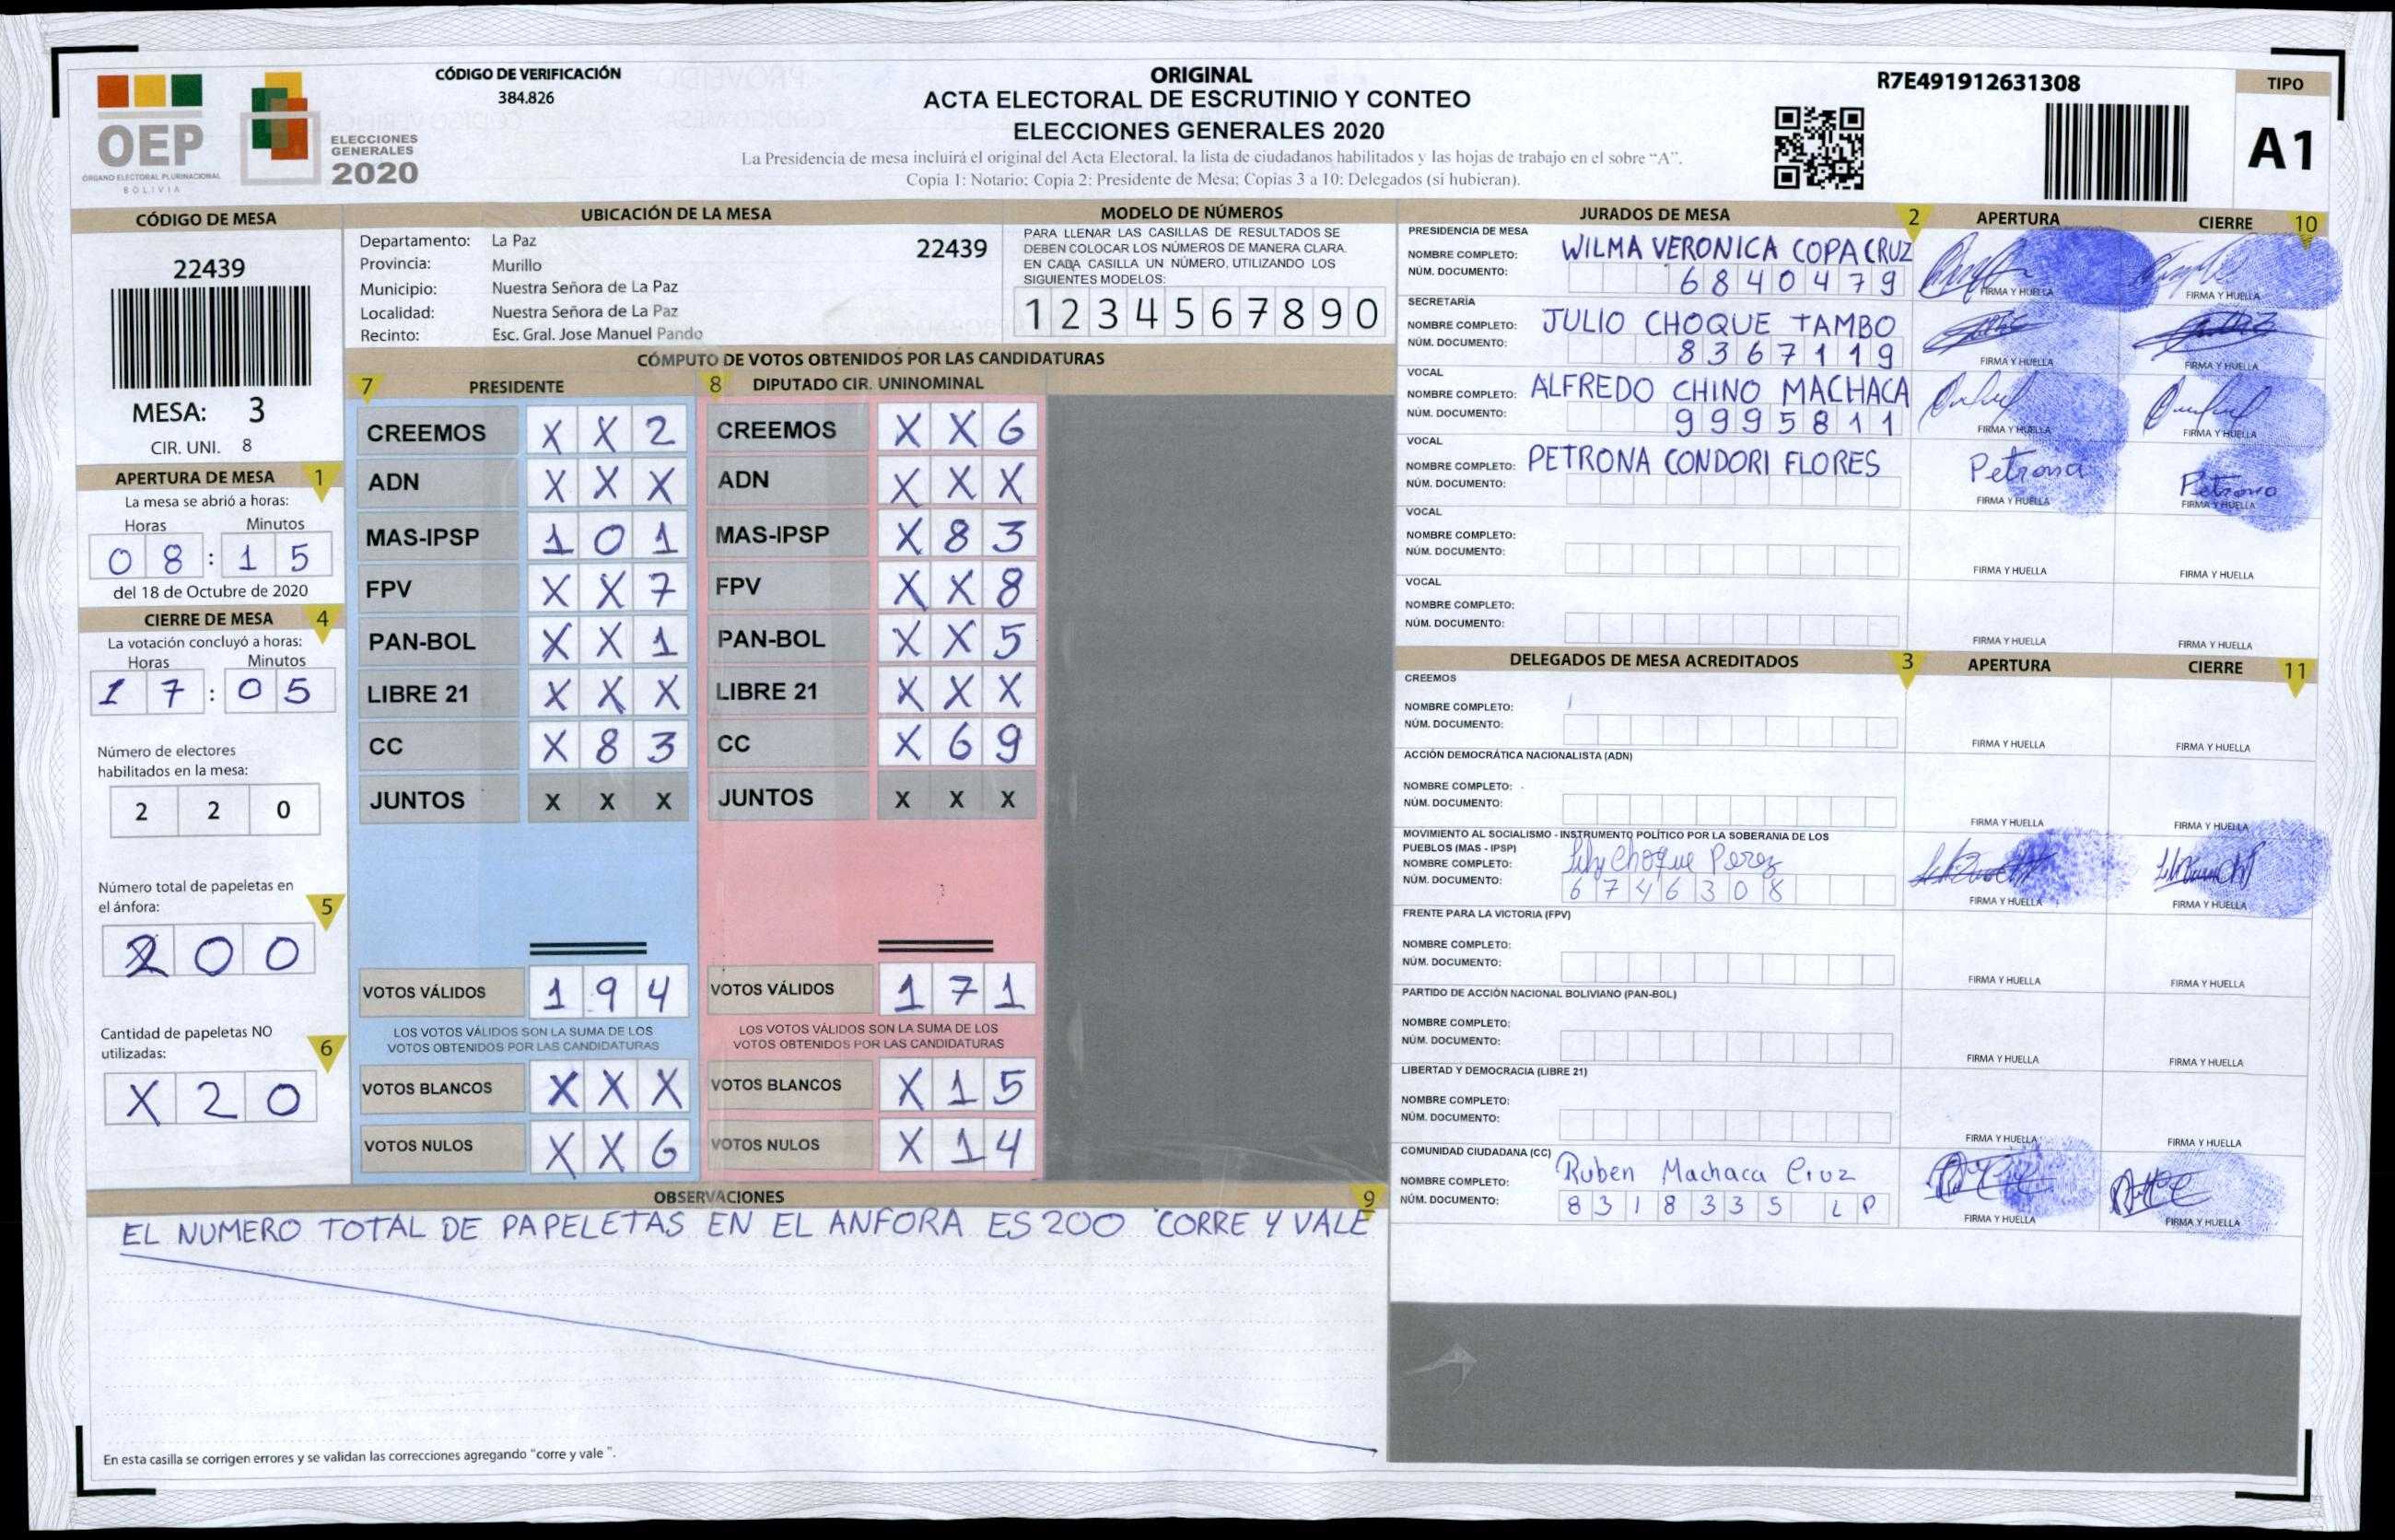 CÓDIGO DE VERIFICACIÓN
384.826
ORIGINAL
ACTA ELECTORAL DE ESCRUTINIO Y CONTEO
ELECCIONES GENERALES 2020
La Presidencia de mesa incluirá el original del Acta Electoral, la lista de ciudadanos habilitados y las hojas de trabajo en el sobre "A".
Copia 1: Notario; Copia 2: Presidente de Mesa; Copias 3 a 10: Delegados (si hubieran).
R7E491912631308
TIPO
A1
OEP
ÓRGANO ELECTORAL PLURINACIONAL
BOLIVIA
ELECCIONES
GENERALES
2020
CÓDIGO DE MESA
22439
MESA: 3
CIR. UNI. 8
APERTURA DE MESA 1
La mesa se abrió a horas:
Horas Minutos
0 8 : 1 5
del 18 de Octubre de 2020
CIERRE DE MESA 4
La votación concluyó a horas:
Horas Minutos
1 7 : 0 5
Número de electores
habilitados en la mesa:
2 2 0
Número total de papeletas en
el ánfora: 5
2 0 0
Cantidad de papeletas NO
utilizadas: 6
X 2 0
UBICACIÓN DE LA MESA
Departamento: La Paz 22439
Provincia: Murillo
Municipio: Nuestra Señora de La Paz
Localidad: Nuestra Señora de La Paz
Recinto: Esc. Gral. Jose Manuel Pando
MODELO DE NÚMEROS
PARA LLENAR LAS CASILLAS DE RESULTADOS SE
DEBEN COLOCAR LOS NÚMEROS DE MANERA CLARA.
EN CADA CASILLA UN NÚMERO, UTILIZANDO LOS
SIGUIENTES MODELOS:
1 2 3 4 5 6 7 8 9 0
CÓMPUTO DE VOTOS OBTENIDOS POR LAS CANDIDATURAS
7 PRESIDENTE
CREEMOS X X 2
ADN X X X
MAS-IPSP 1 0 1
FPV X X 7
PAN-BOL X X 1
LIBRE 21 X X X
CC X 8 3
JUNTOS X X X
VOTOS VÁLIDOS 1 9 4
LOS VOTOS VÁLIDOS SON LA SUMA DE LOS
VOTOS OBTENIDOS POR LAS CANDIDATURAS
VOTOS BLANCOS X X X
VOTOS NULOS X X 6
8 DIPUTADO CIR. UNINOMINAL
CREEMOS X X 6
ADN X X X
MAS-IPSP X 8 3
FPV X X 8
PAN-BOL X X 5
LIBRE 21 X X X
CC X 6 9
JUNTOS X X X
VOTOS VÁLIDOS 1 7 1
LOS VOTOS VÁLIDOS SON LA SUMA DE LOS
VOTOS OBTENIDOS POR LAS CANDIDATURAS
VOTOS BLANCOS X 1 5
VOTOS NULOS X 1 4
OBSERVACIONES 9
EL NUMERO TOTAL DE PAPELETAS EN EL ANFORA ES 200 CORRE Y VALE
En esta casilla se corrigen errores y se validan las correcciones agregando "corre y vale".
JURADOS DE MESA 2 APERTURA CIERRE 10
PRESIDENCIA DE MESA
NOMBRE COMPLETO: WILMA VERONICA COPA CRUZ
NÚM. DOCUMENTO: 6 8 4 0 4 7 9
FIRMA Y HUELLA FIRMA Y HUELLA
SECRETARÍA
NOMBRE COMPLETO: JULIO CHOQUE TAMBO
NÚM. DOCUMENTO: 8 3 6 7 1 1 9
FIRMA Y HUELLA FIRMA Y HUELLA
VOCAL
NOMBRE COMPLETO: ALFREDO CHINO MACHACA
NÚM. DOCUMENTO: 9 9 9 5 8 1 1
FIRMA Y HUELLA FIRMA Y HUELLA
VOCAL
NOMBRE COMPLETO: PETRONA CONDORI FLORES Petrona Petrona
NÚM. DOCUMENTO:
FIRMA Y HUELLA FIRMA Y HUELLA
VOCAL
NOMBRE COMPLETO:
NÚM. DOCUMENTO:
FIRMA Y HUELLA FIRMA Y HUELLA
VOCAL
NOMBRE COMPLETO:
NÚM. DOCUMENTO:
FIRMA Y HUELLA FIRMA Y HUELLA
DELEGADOS DE MESA ACREDITADOS 3 APERTURA CIERRE 11
CREEMOS
NOMBRE COMPLETO:
NÚM. DOCUMENTO:
FIRMA Y HUELLA FIRMA Y HUELLA
ACCIÓN DEMOCRÁTICA NACIONALISTA (ADN)
NOMBRE COMPLETO:
NÚM. DOCUMENTO:
FIRMA Y HUELLA FIRMA Y HUELLA
MOVIMIENTO AL SOCIALISMO - INSTRUMENTO POLÍTICO POR LA SOBERANIA DE LOS
PUEBLOS (MAS - IPSP)
NOMBRE COMPLETO: Choque Perez
NÚM. DOCUMENTO: 6 7 4 6 3 0 8
FIRMA Y HUELLA FIRMA Y HUELLA
FRENTE PARA LA VICTORIA (FPV)
NOMBRE COMPLETO:
NÚM. DOCUMENTO:
FIRMA Y HUELLA FIRMA Y HUELLA
PARTIDO DE ACCIÓN NACIONAL BOLIVIANO (PAN-BOL)
NOMBRE COMPLETO:
NÚM. DOCUMENTO:
FIRMA Y HUELLA FIRMA Y HUELLA
LIBERTAD Y DEMOCRACIA (LIBRE 21)
NOMBRE COMPLETO:
NÚM. DOCUMENTO:
FIRMA Y HUELLA FIRMA Y HUELLA
COMUNIDAD CIUDADANA (CC)
NOMBRE COMPLETO: Ruben Machaca Cruz
NÚM. DOCUMENTO: 8 3 1 8 3 3 5 L P
FIRMA Y HUELLA FIRMA Y HUELLA